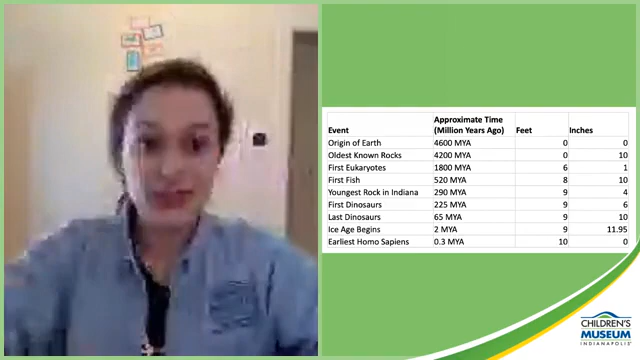 Event Approximate Time (Million Years Ago) Feet Inches
Origin of Earth 4600 MYA 0 0
Oldest Known Rocks 4200 MYA 0 10
First Eukaryotes 1800 MYA 6 1
First Fish 520 MYA 8 10
Youngest Rock in Indiana 290 MYA 9 4
First Dinosaurs 225 MYA 9 6
Last Dinosaurs 65 MYA 9 10
Ice Age Begins 2 MYA 9 11.95
Earliest Homo Sapiens 0.3 MYA 10 0
CHILDREN'S
MUSEUM
INDIANAPOLIS